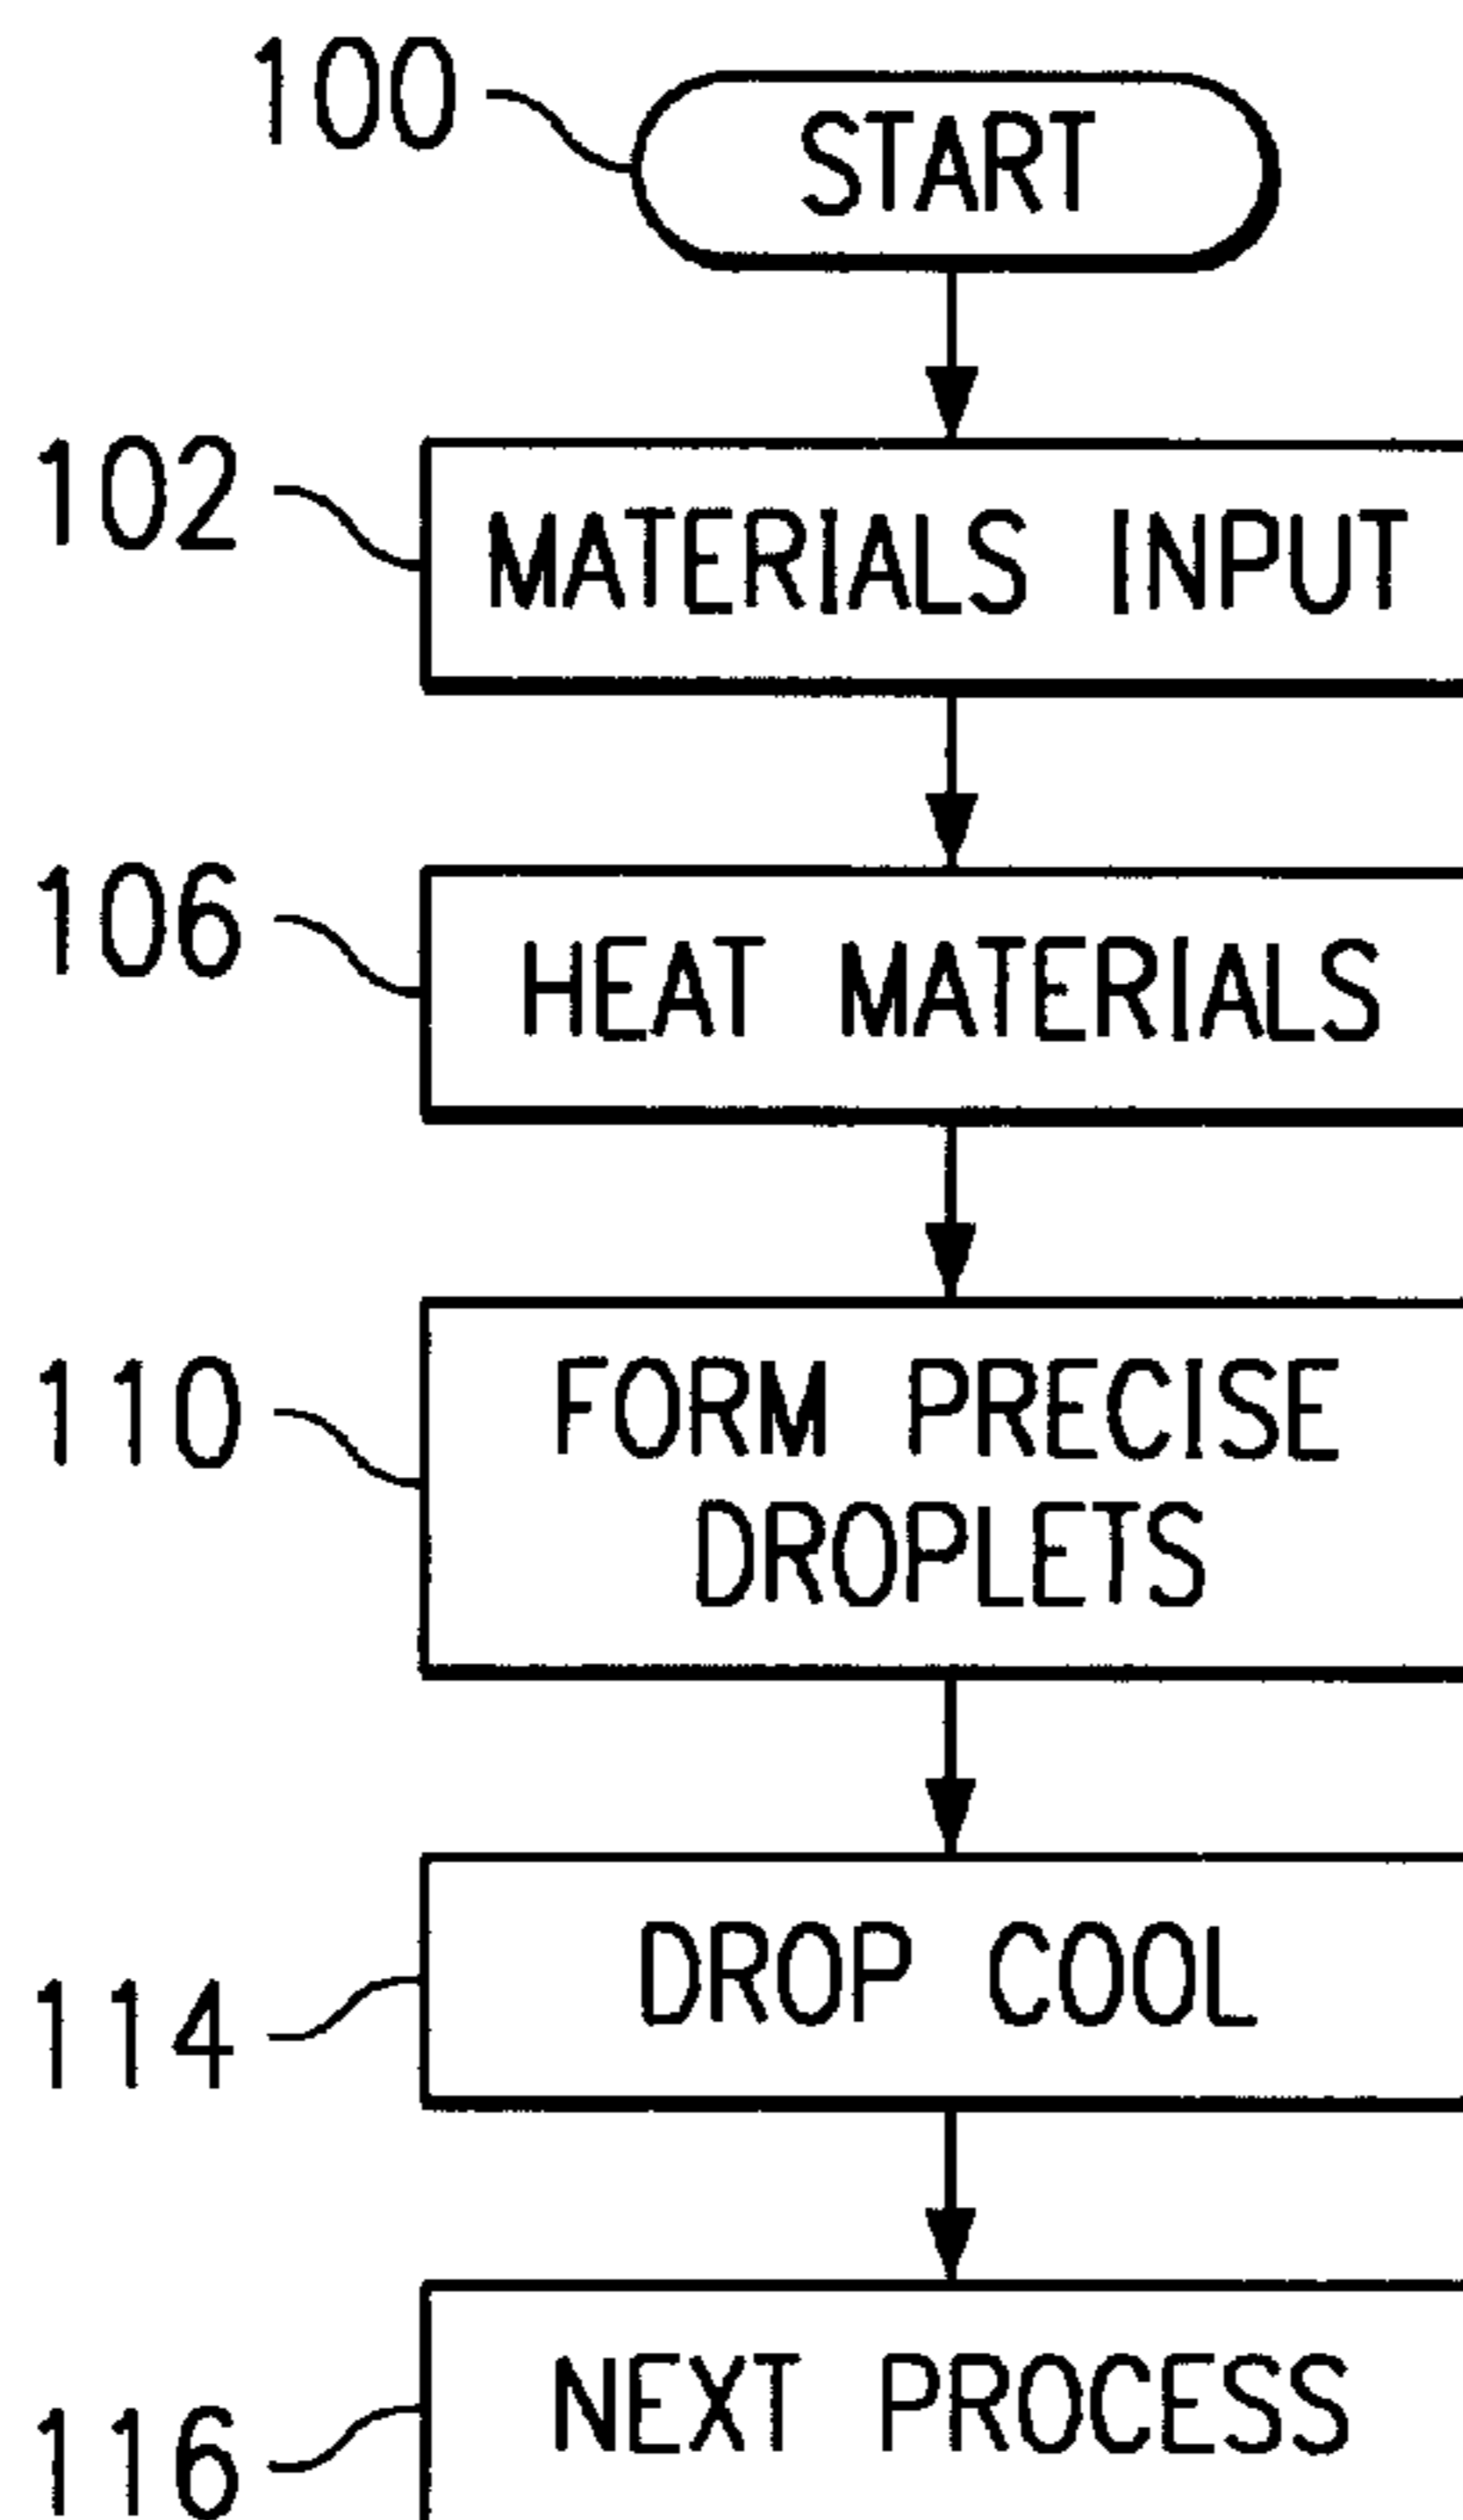 100
START
102
MATERIALS INPUT
106
HEAT MATERIALS
110
FORM PRECISE
DROPLETS
114
DROP COOL
116
NEXT PROCESS